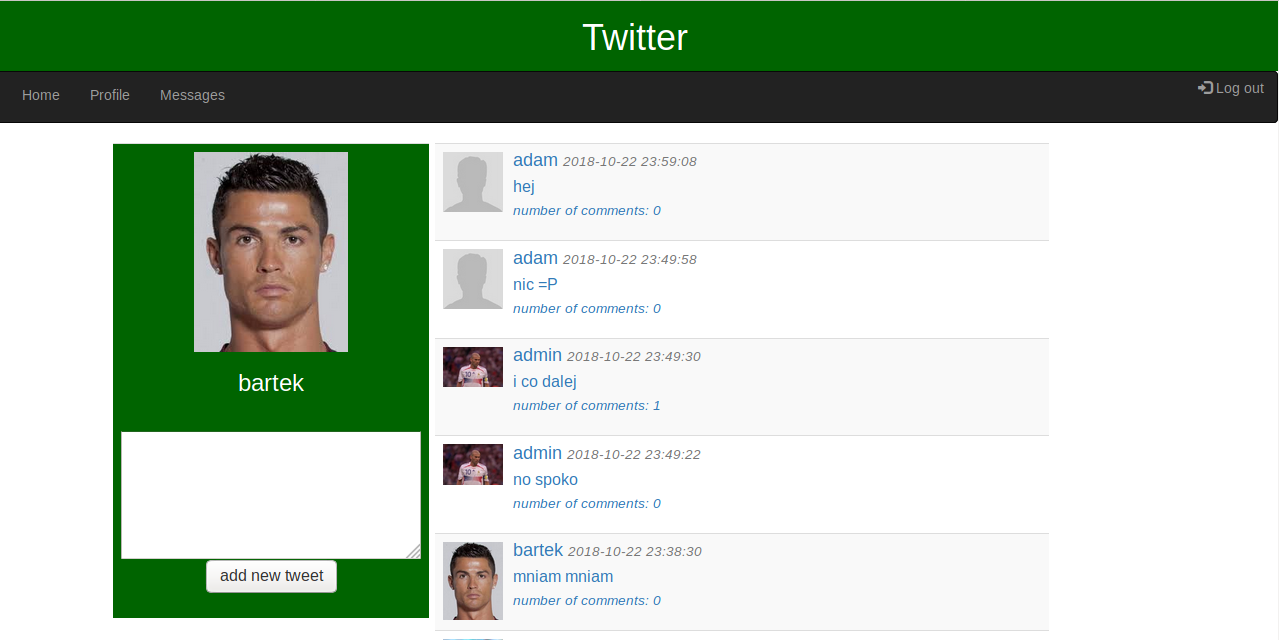 Twitter
Home Profile Messages Log out
bartek
add new tweet
adam 2018-10-22 23:59:08
hej
number of comments: 0
adam 2018-10-22 23:49:58
nic =P
number of comments: 0
admin 2018-10-22 23:49:30
i co dalej
number of comments: 1
admin 2018-10-22 23:49:22
no spoko
number of comments: 0
bartek 2018-10-22 23:38:30
mniam mniam
number of comments: 0